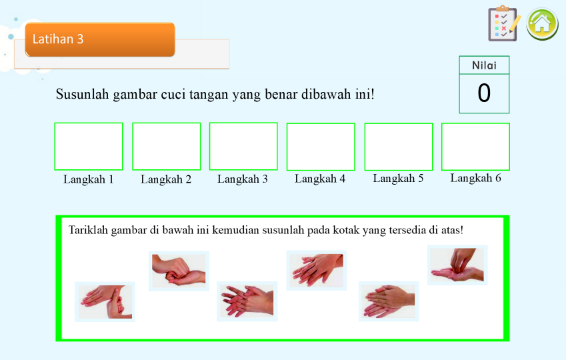 Latihan 3
Nilai
0
Susunlah gambar cuci tangan yang benar dibawah ini!
Langkah 1
Langkah 2
Langkah 3
Langkah 4
Langkah 5
Langkah 6
Tariklah gambar di bawah ini kemudian susunlah pada kotak yang tersedia di atas!